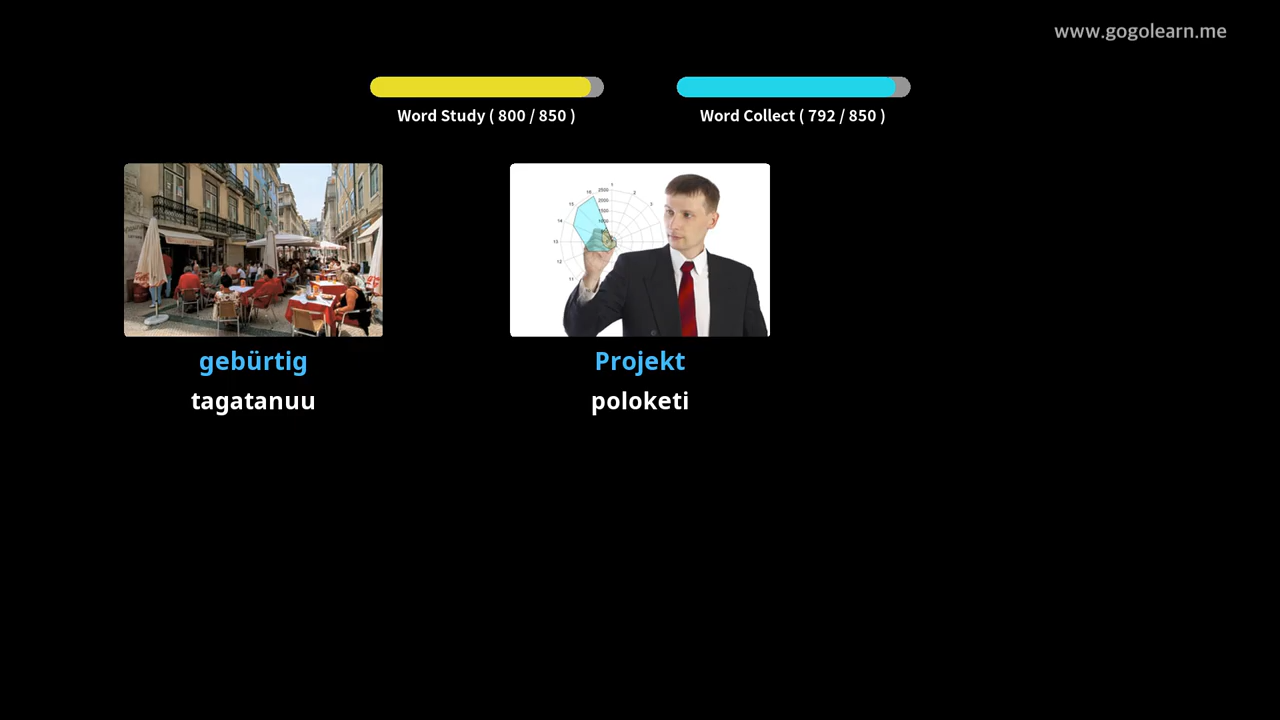 www.gogolearn.me
Word Study ( 800 / 850 )
Word Collect ( 792 / 850 )
gebürtig
tagatanuu
Projekt
poloketi